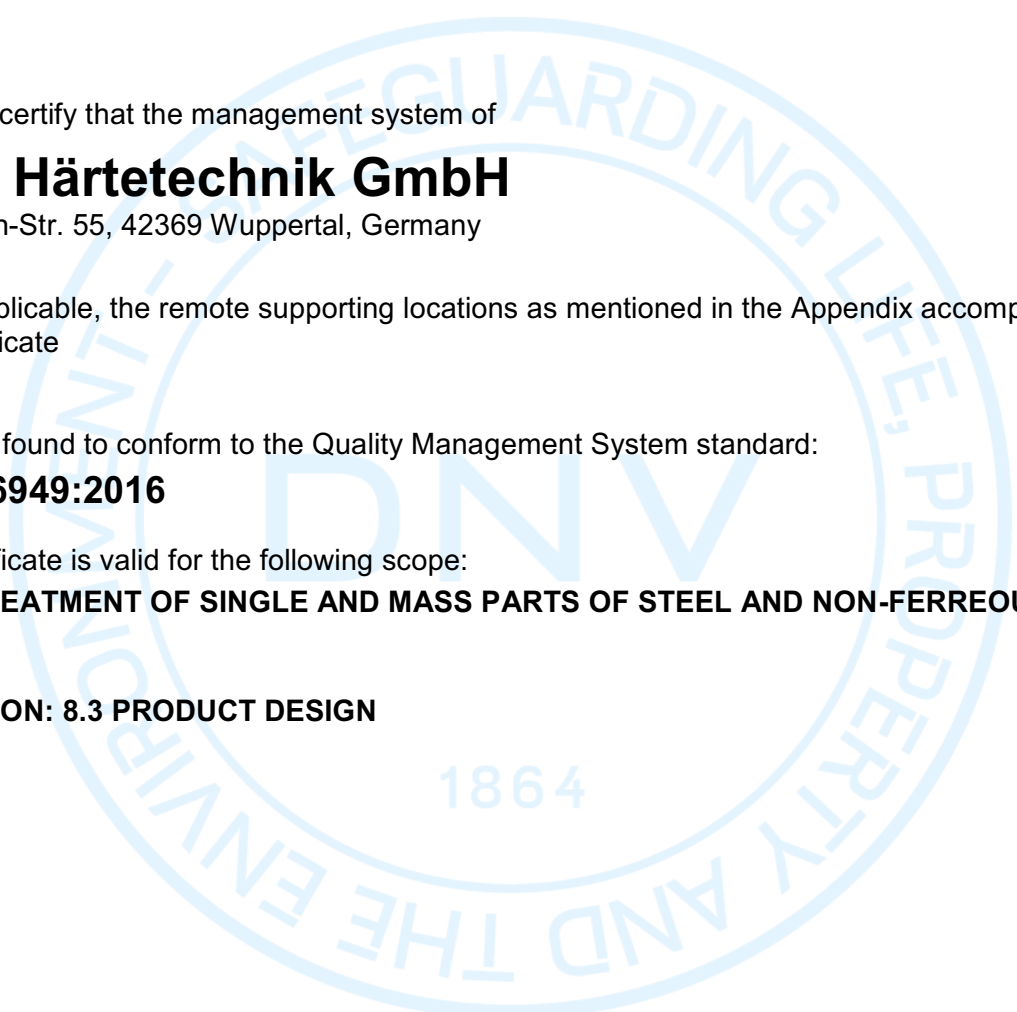 certify that the management system of
Härtetechnik GmbH
n-Str. 55, 42369 Wuppertal, Germany
plicable, the remote supporting locations as mentioned in the Appendix accomp
icate
found to conform to the Quality Management System standard:
6949:2016
icate is valid for the following scope:
EATMENT OF SINGLE AND MASS PARTS OF STEEL AND NON-FERREOU
ON: 8.3 PRODUCT DESIGN
SAFEGUARDING LIFE, PROPERTY AND THE ENVIRONMENT -
DNV
1864